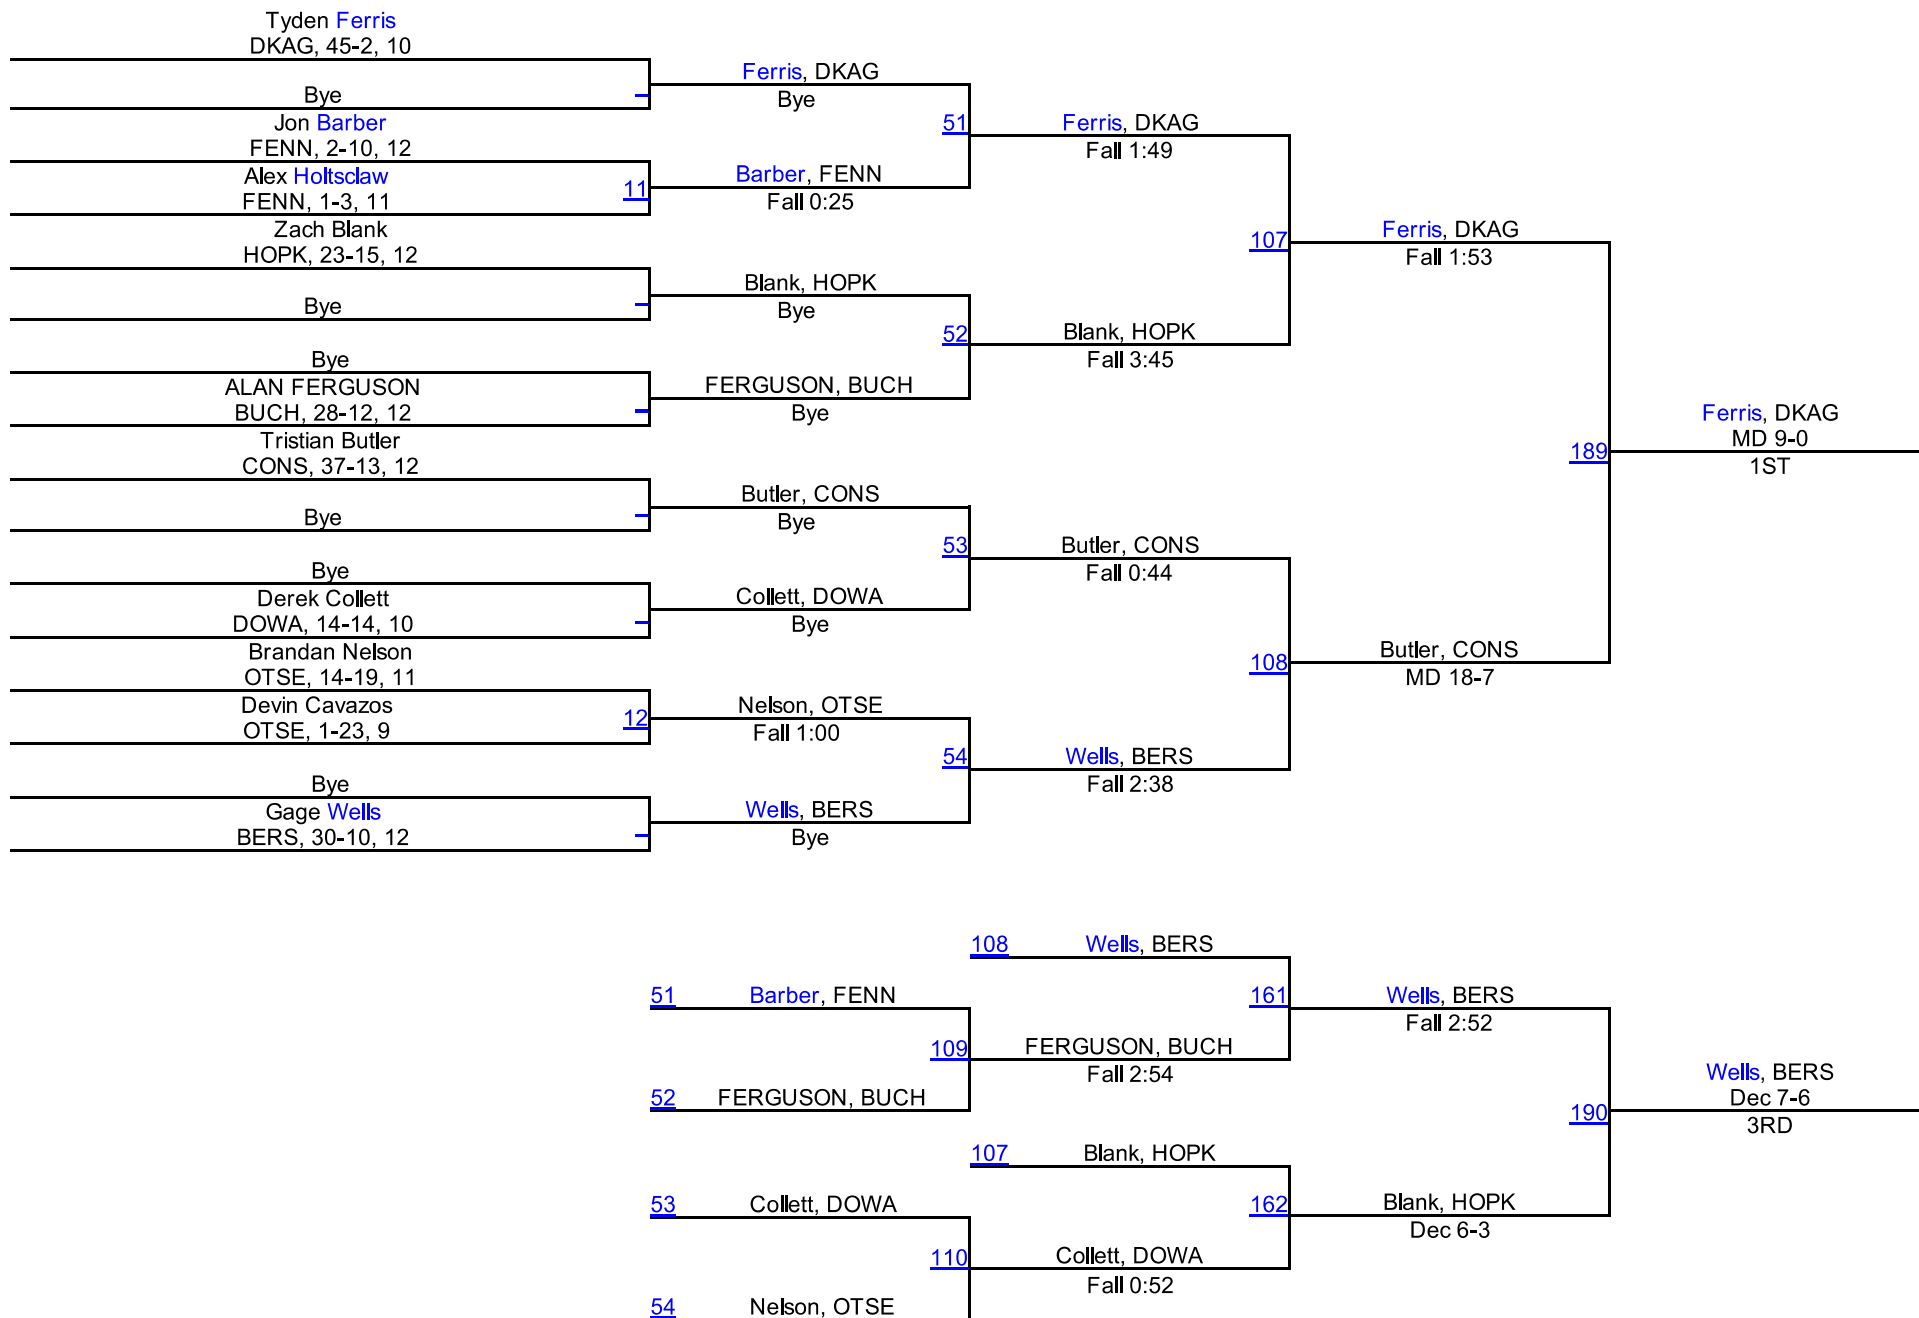 Tyden Ferris
DKAG, 45-2, 10
Bye
Jon Barber
FENN, 2-10, 12
Alex Holtsclaw
FENN, 1-3, 11
11
Zach Blank
HOPK, 23-15, 12
Bye
Bye
ALAN FERGUSON
BUCH, 28-12, 12
Tristian Butler
CONS, 37-13, 12
Bye
Bye
Derek Collett
DOWA, 14-14, 10
Brandan Nelson
OTSE, 14-19, 11
Devin Cavazos
OTSE, 1-23, 9
12
Bye
Gage Wells
BERS, 30-10, 12
Ferris, DKAG
Bye
51
Barber, FENN
Fall 0:25
Blank, HOPK
Bye
52
FERGUSON, BUCH
Bye
Butler, CONS
Bye
53
Collett, DOWA
Bye
Nelson, OTSE
Fall 1:00
54
Wells, BERS
Bye
Ferris, DKAG
Fall 1:49
107
Blank, HOPK
Fall 3:45
Butler, CONS
Fall 0:44
108
Wells, BERS
Fall 2:38
Ferris, DKAG
Fall 1:53
189
Butler, CONS
MD 18-7
Ferris, DKAG
MD 9-0
1ST
108 Wells, BERS
51 Barber, FENN
109
52 FERGUSON, BUCH
161
FERGUSON, BUCH
Fall 2:54
Wells, BERS
Fall 2:52
107 Blank, HOPK
53 Collett, DOWA
110
54 Nelson, OTSE
162
Collett, DOWA
Fall 0:52
Blank, HOPK
Dec 6-3
190
Wells, BERS
Dec 7-6
3RD